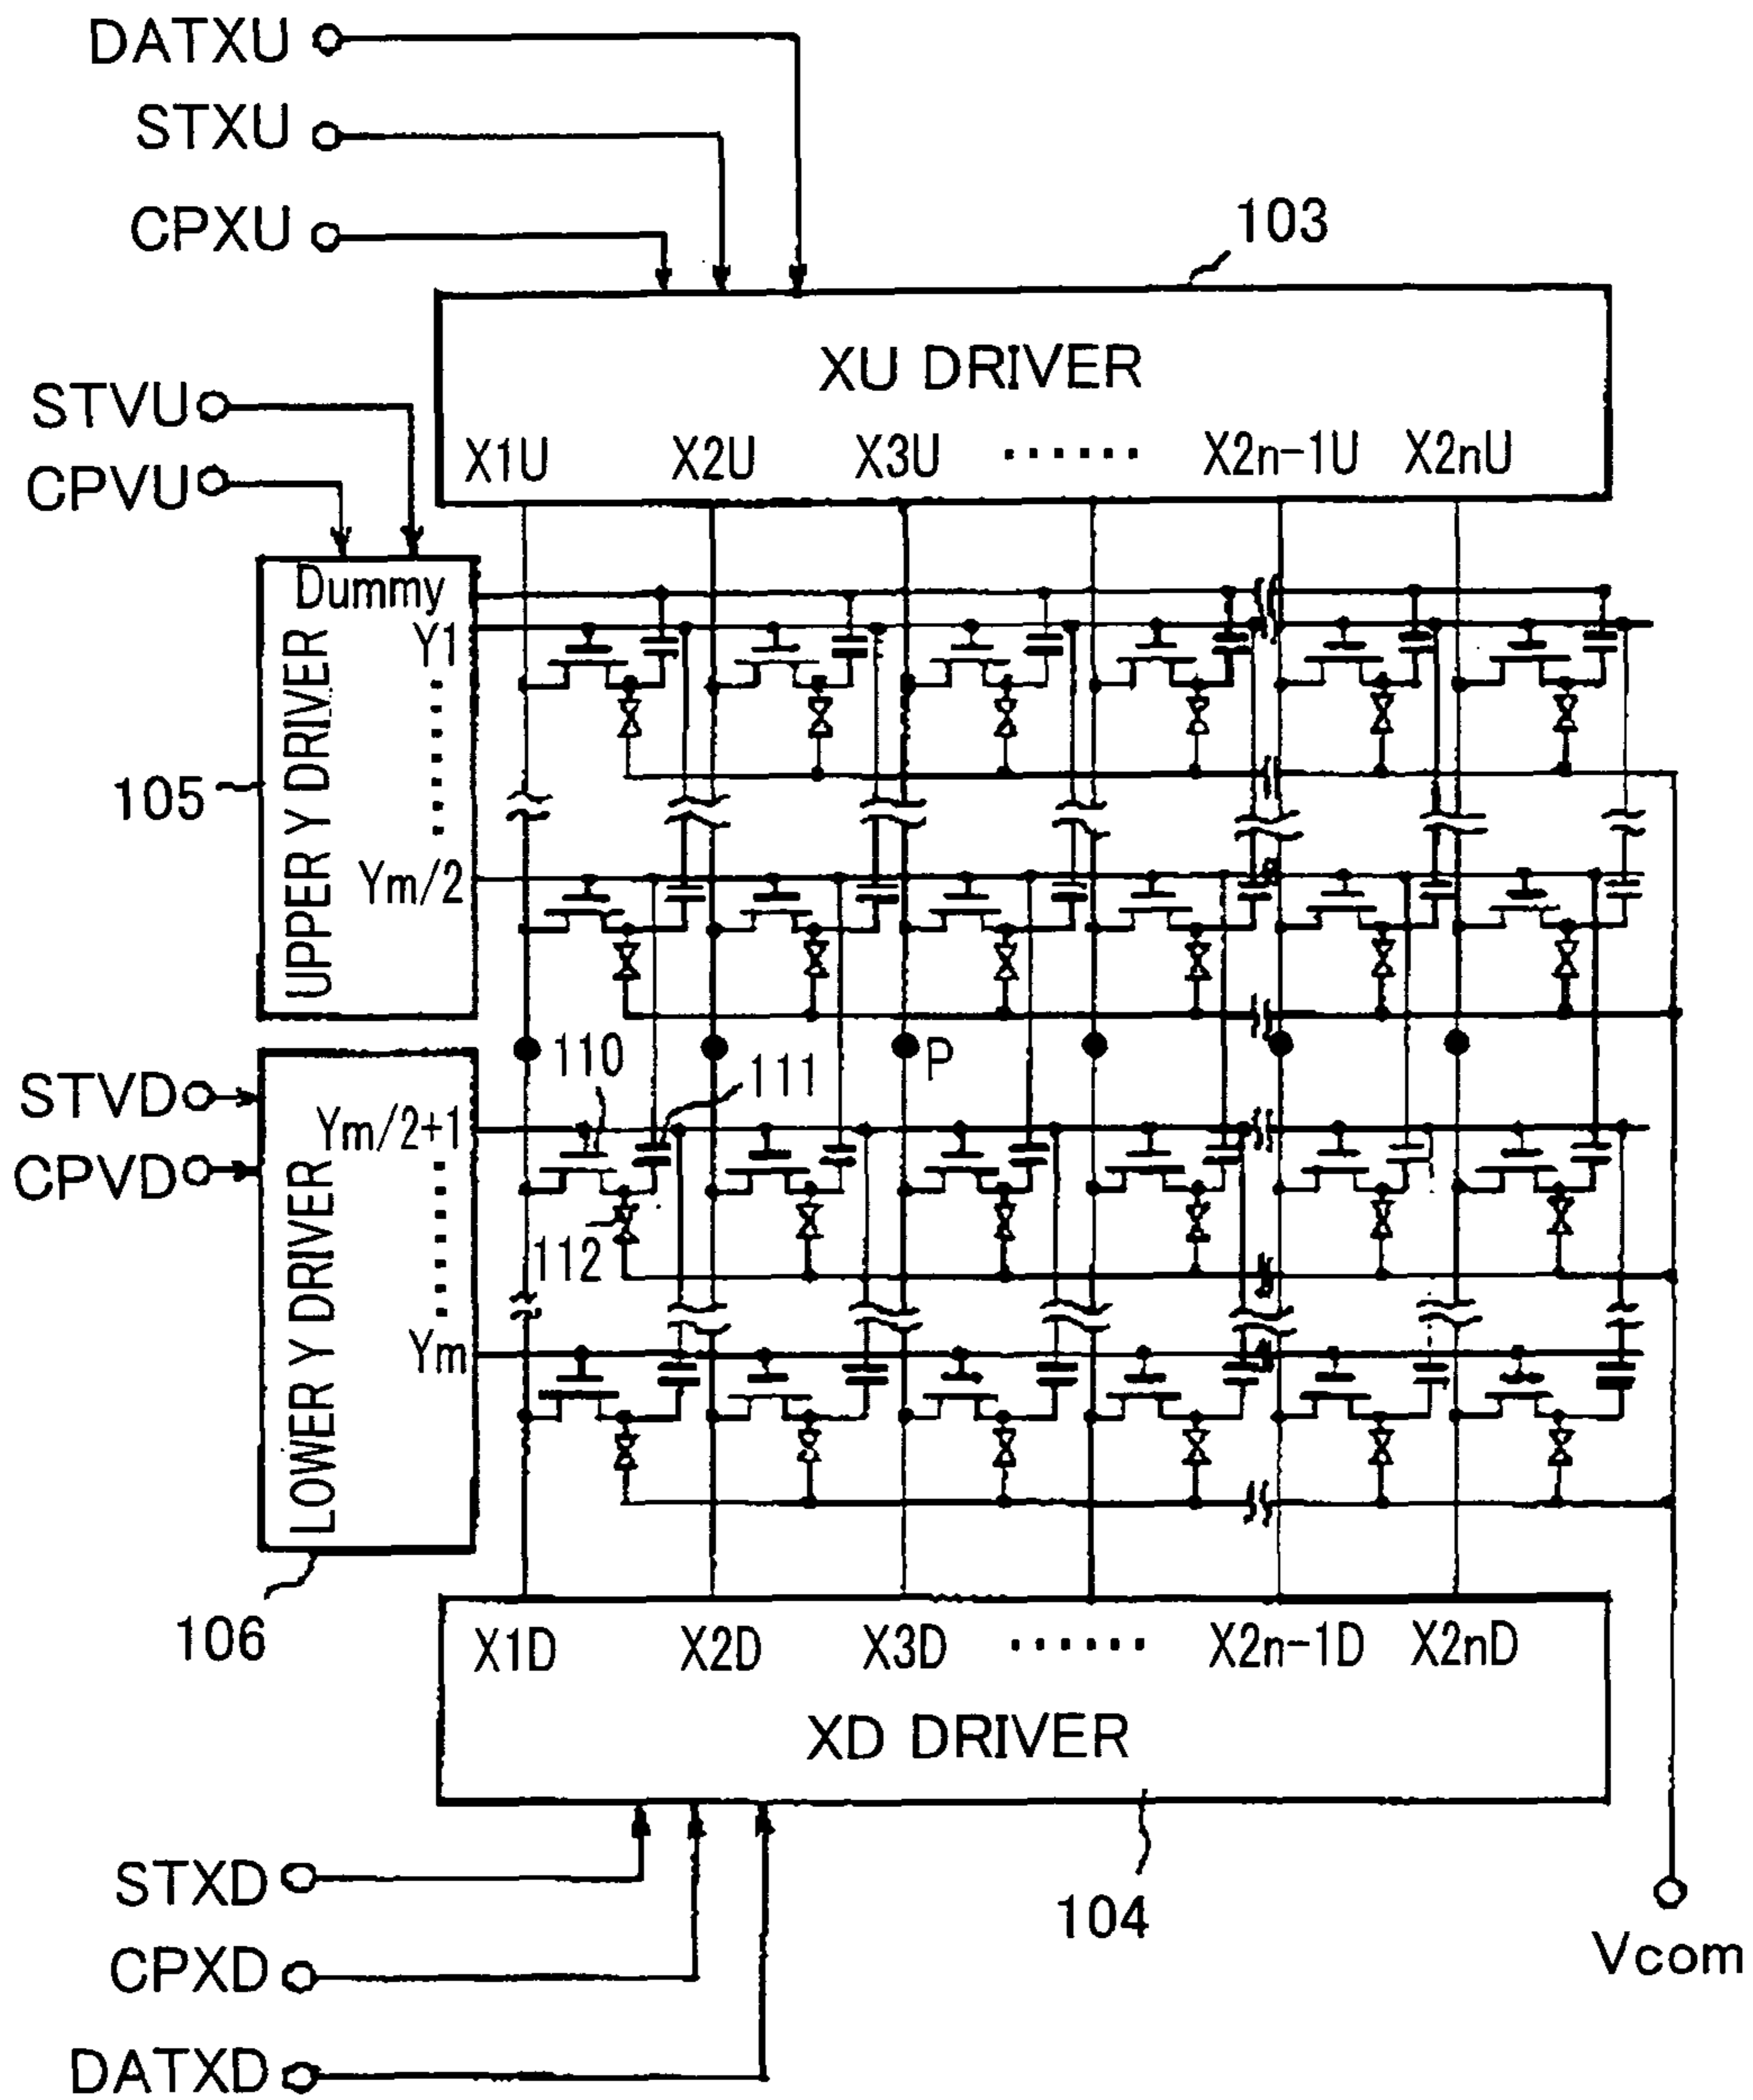 DATXU
STXU
CPXU
103
XU DRIVER
STVU
CPVU
X1U X2U X3U ······ X2n-1U X2nU
Dummy
Y1
UPPER Y DRIVER
105
Ym/2
110
111
P
STVD
CPVD
Ym/2+1
LOWER Y DRIVER
112
Ym
106
X1D X2D X3D ······ X2n-1D X2nD
XD DRIVER
STXD
CPXD
DATXD
104
Vcom